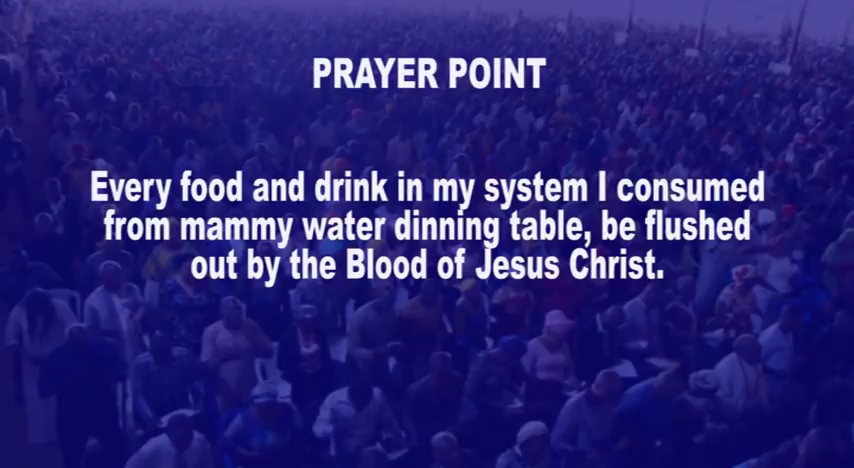 PRAYER POINT
Every food and drink in my system I consumed
from mammy water dinning table, be flushed
out by the Blood of Jesus Christ.